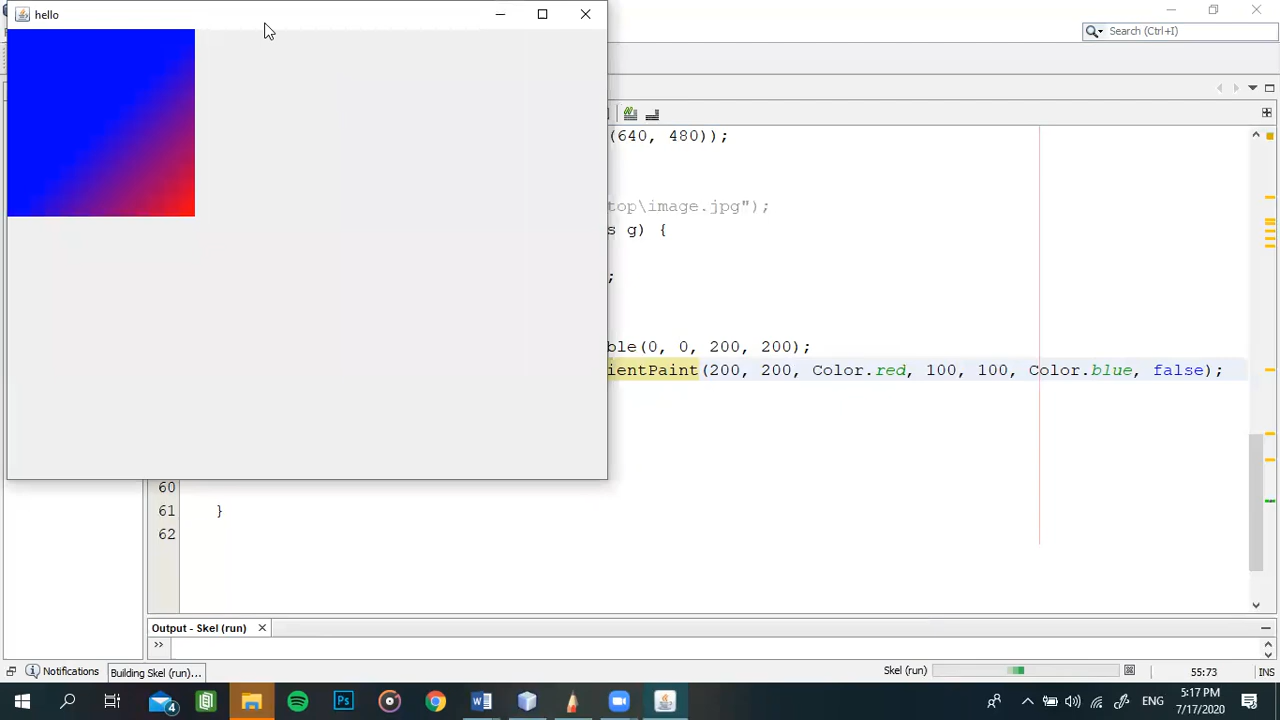 hello
Search (Ctrl+I)
(640, 480));
top\image.jpg");
s g) {
;
ble(0, 0, 200, 200);
ientPaint(200, 200, Color.red, 100, 100, Color.blue, false);
60
61 }
62
Output - Skel (run)
>>
Notifications
Building Skel (run)...
Skel (run)
55:73
INS
4
Ps
ENG
5:17 PM
7/17/2020